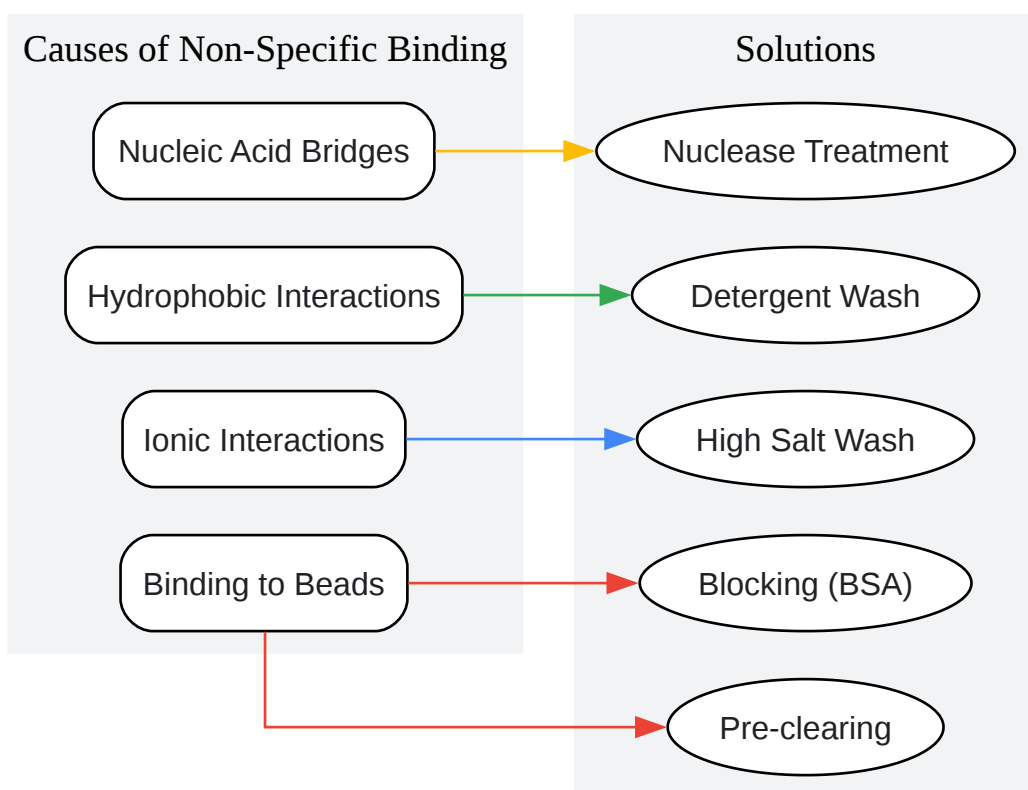 Causes of Non-Specific Binding
Solutions
Nucleic Acid Bridges
Nuclease Treatment
Hydrophobic Interactions
Detergent Wash
Ionic Interactions
High Salt Wash
Binding to Beads
Blocking (BSA)
Pre-clearing